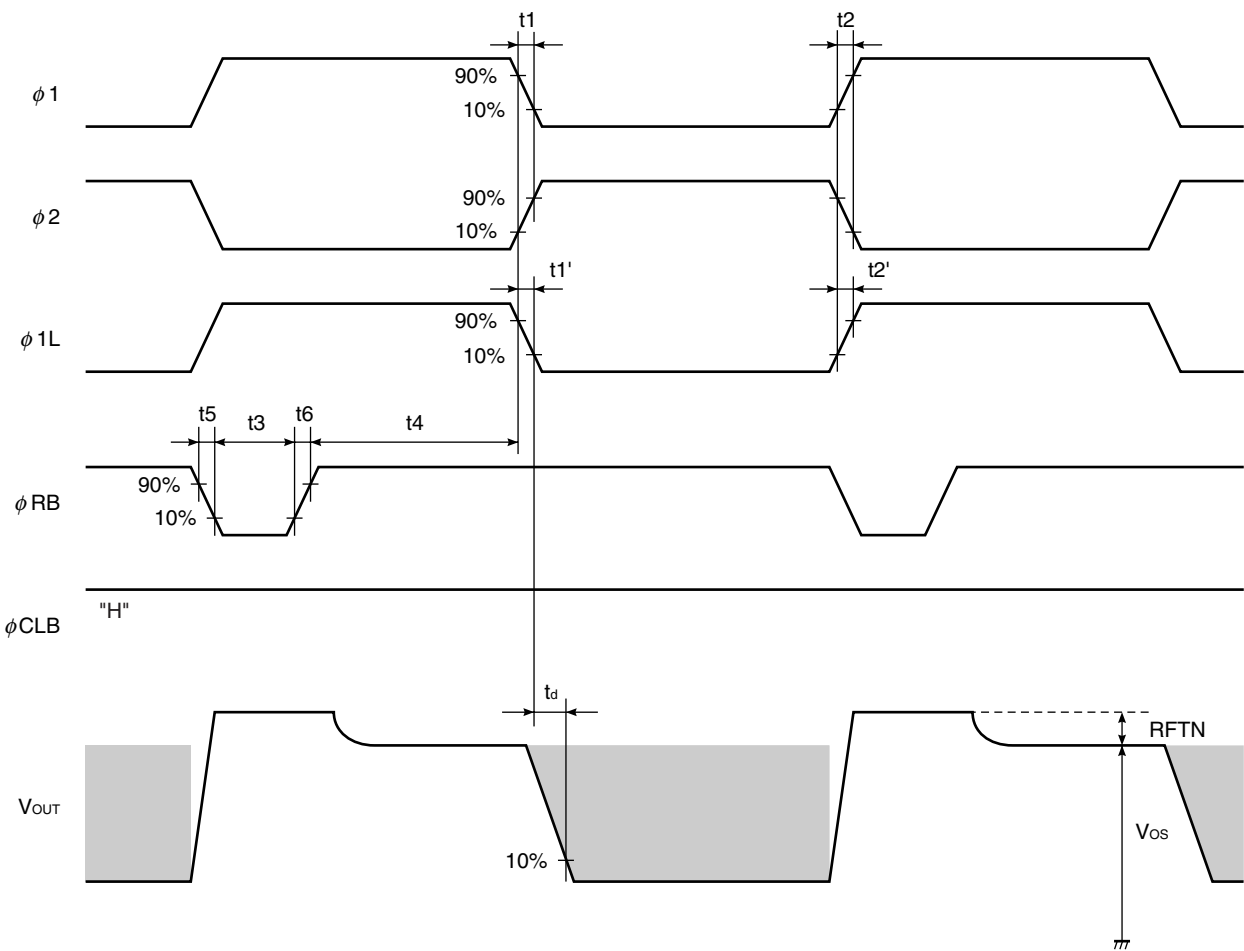 t1 t2
ϕ1
90%
10%
ϕ2
90%
10%
t1' t2'
ϕ1L
90%
10%
t5 t3 t6 t4
ϕRB
90%
10%
"H"
ϕCLB
td
RFTN
VOUT
VOS
10%